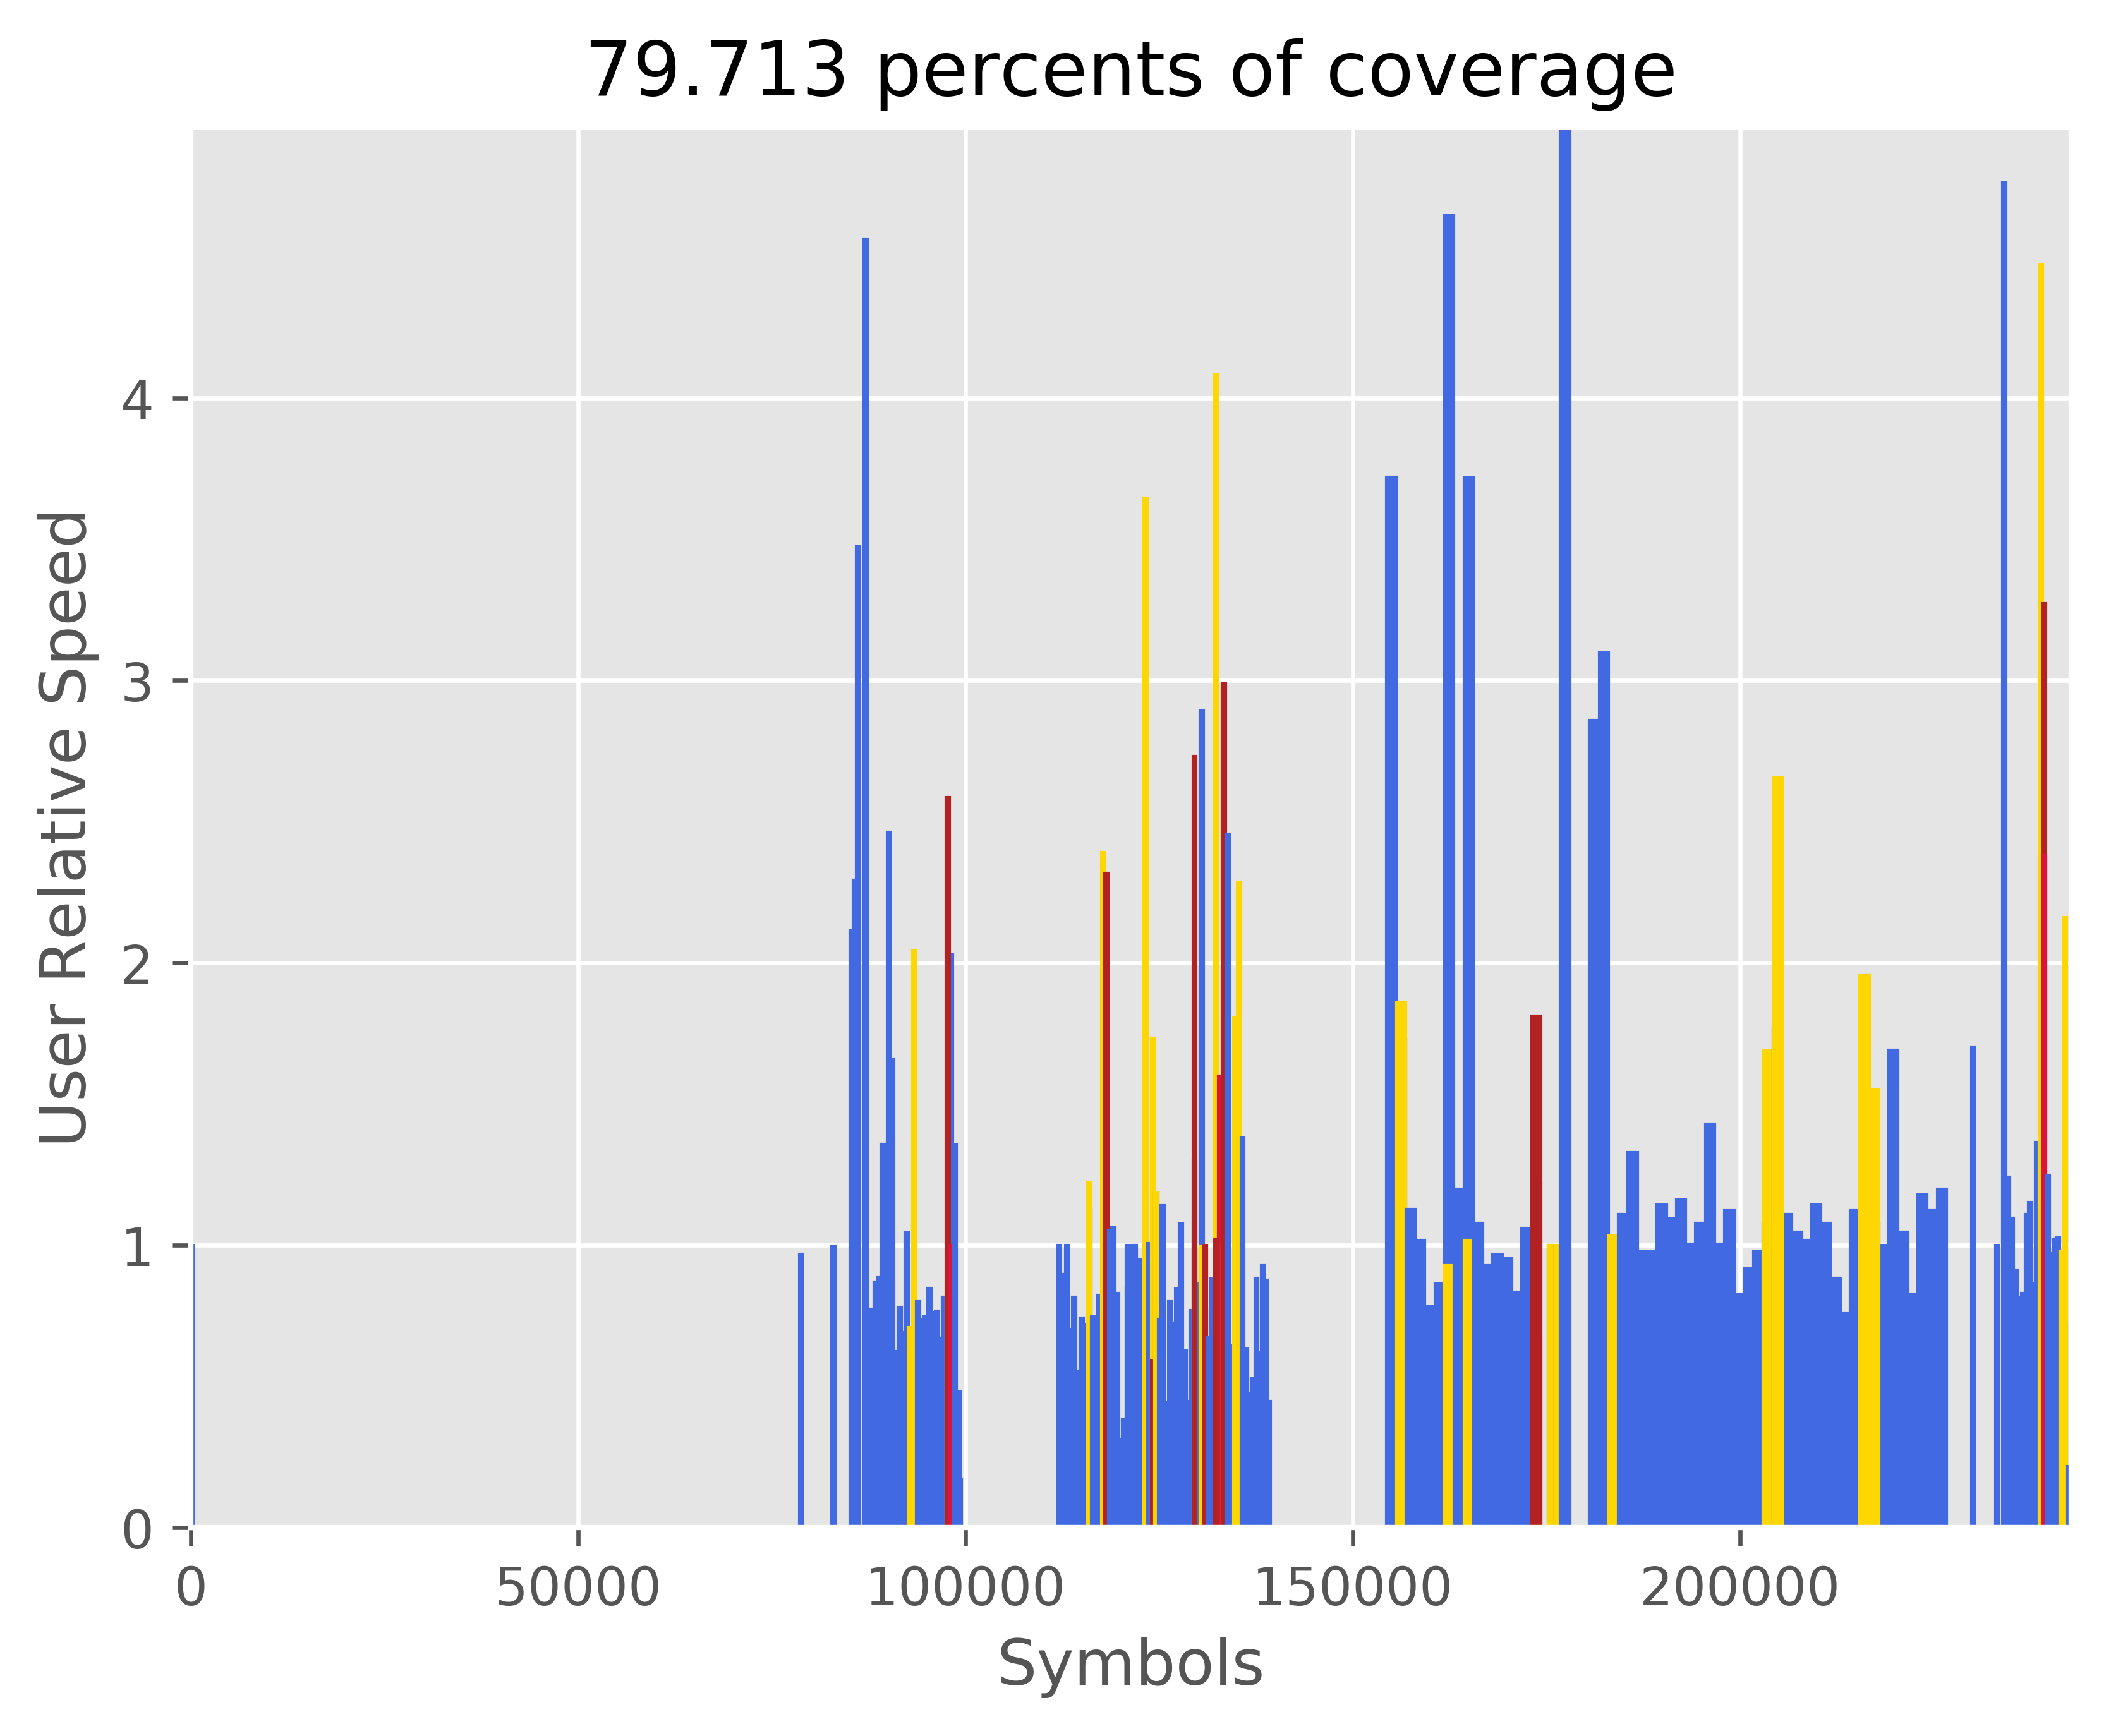 79.713 percents of coverage
User Relative Speed
4
3
2
1
0
0 50000 100000 150000 200000
Symbols